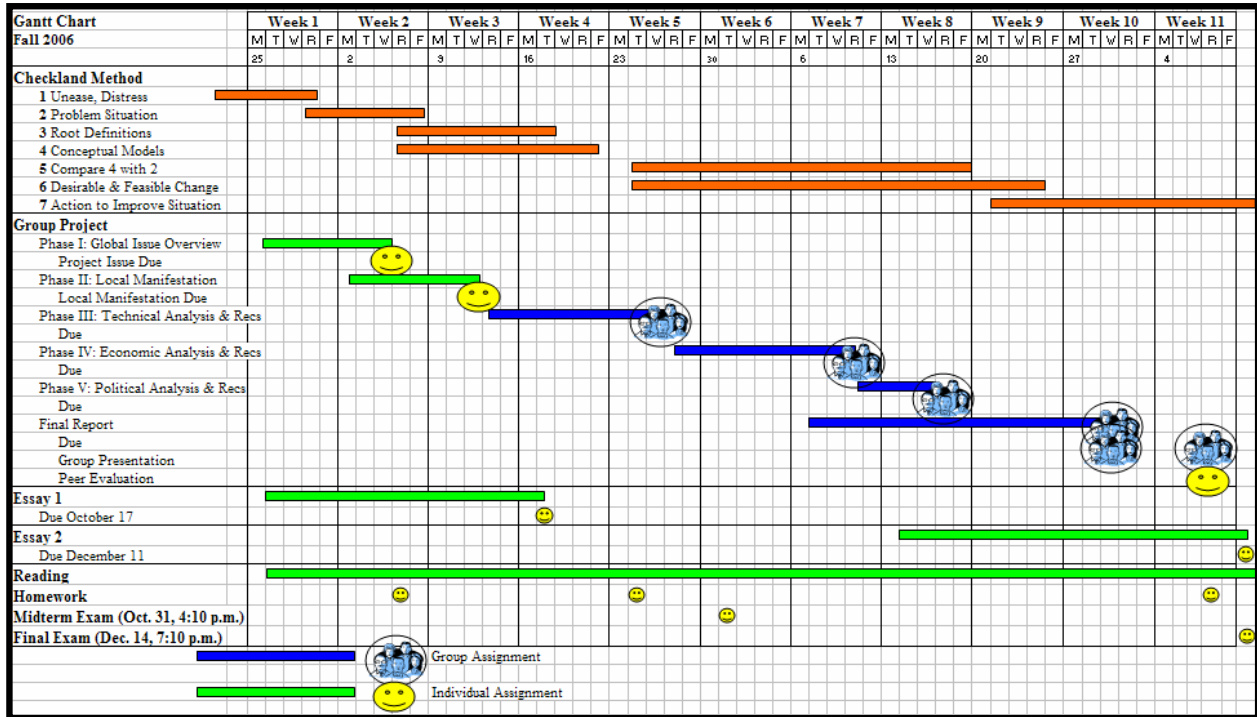 Gantt Chart Week 1 Week 2 Week 3 Week 4 Week 5 Week 6 Week 7 Week 8 Week 9 Week 10 Week 11
Fall 2006 M T W R F M T W R F M T W R F M T W R F M T W R F M T W R F M T W R F M T W R F M T W R F M T W R F M T W R F
25 2 9 16 23 30 6 13 20 27 4
Checkland Method
1 Unease, Distress
2 Problem Situation
3 Root Definitions
4 Conceptual Models
5 Compare 4 with 2
6 Desirable & Feasible Change
7 Action to Improve Situation
Group Project
Phase I: Global Issue Overview
Project Issue Due
Phase II: Local Manifestation
Local Manifestation Due
Phase III: Technical Analysis & Recs
Due
Phase IV: Economic Analysis & Recs
Due
Phase V: Political Analysis & Recs
Due
Final Report
Due
Group Presentation
Peer Evaluation
Essay 1
Due October 17
Essay 2
Due December 11
Reading
Homework
Midterm Exam (Oct. 31, 4:10 p.m.)
Final Exam (Dec. 14, 7:10 p.m.)
Group Assignment
Individual Assignment